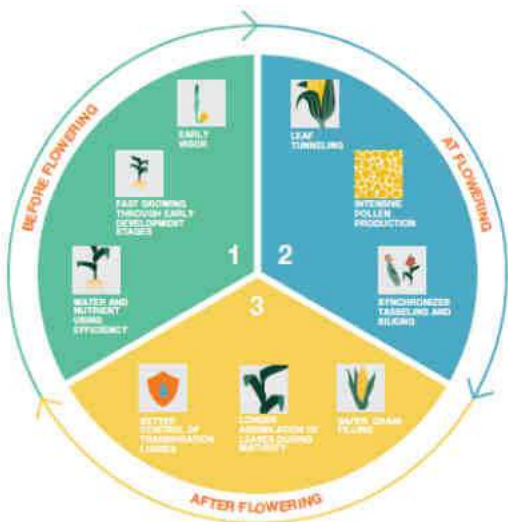 BEFORE FLOWERING
EARLY
VIGOR
FAST GROWING
THROUGH EARLY
DEVELOPMENT
STAGES
WATER AND
NUTRIENT
USING
EFFICIENCY
1
AT FLOWERING
LEAF
TUNNELING
INTENSIVE
POLLEN
PRODUCTION
SYNCHRONIZED
TASSELING AND
SILKING
2
3
BETTER
CONTROL OF
TRANSPIRATION
LOSSES
LONGER
ASSIMILATION OF
LEAVES DURING
MATURITY
SAFER GRAIN
FILLING
AFTER FLOWERING